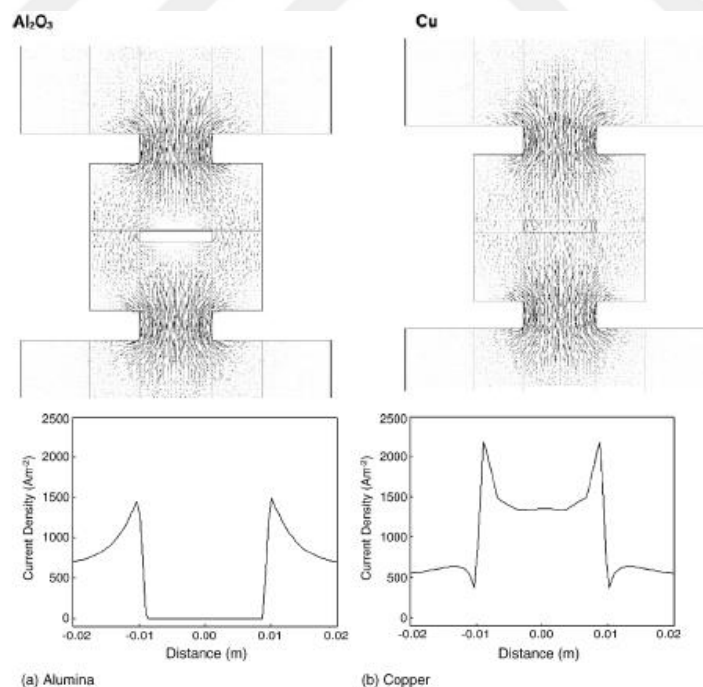 Al₂O₃
Cu
2500
2000
1500
1000
500
0
Current Density (Am⁻²)
-0.02
-0.01
0.00
0.01
0.02
Distance (m)
2500
2000
1500
1000
500
0
Current Density (Am⁻²)
-0.02
-0.01
0.00
0.01
0.02
Distance (m)
(a) Alumina
(b) Copper